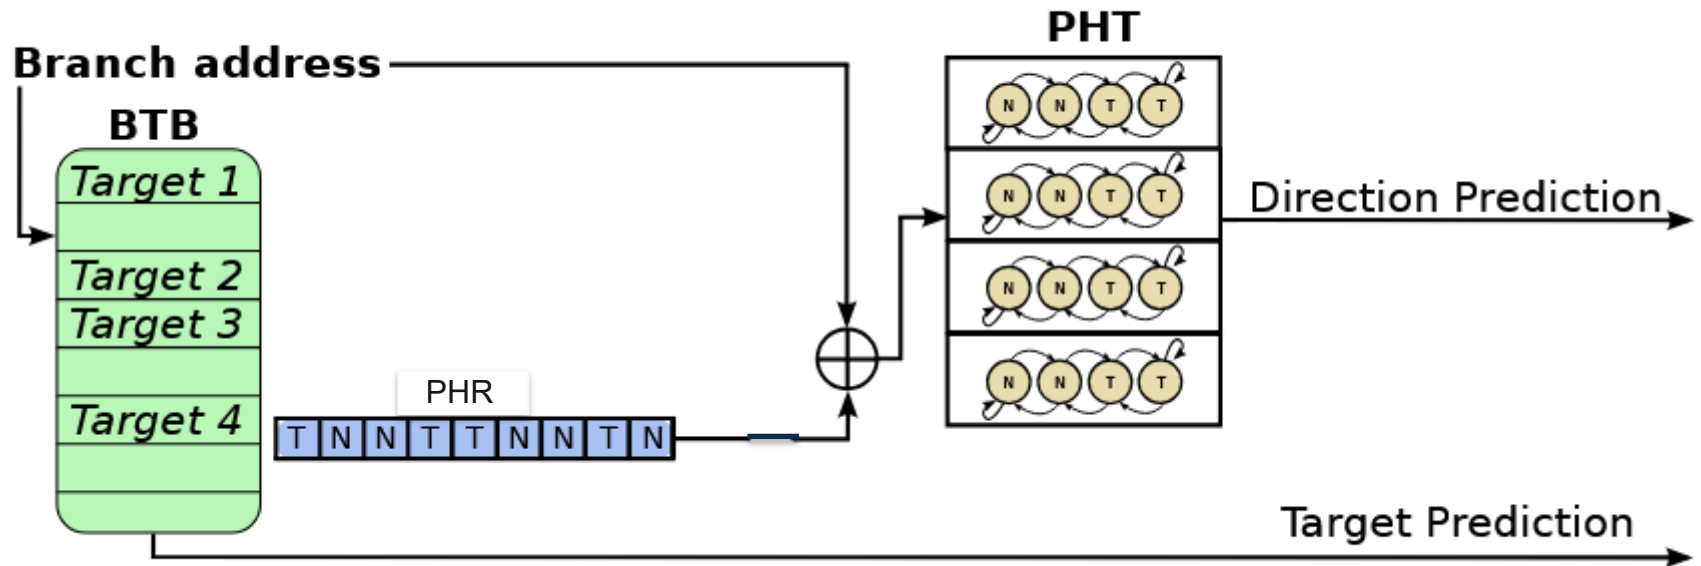 PHT
Branch address
BTB
Target 1
Target 2
Target 3
Target 4
PHR
T N N T T N N T N
N N T T
N N T T
N N T T
N N T T
Direction Prediction
Target Prediction